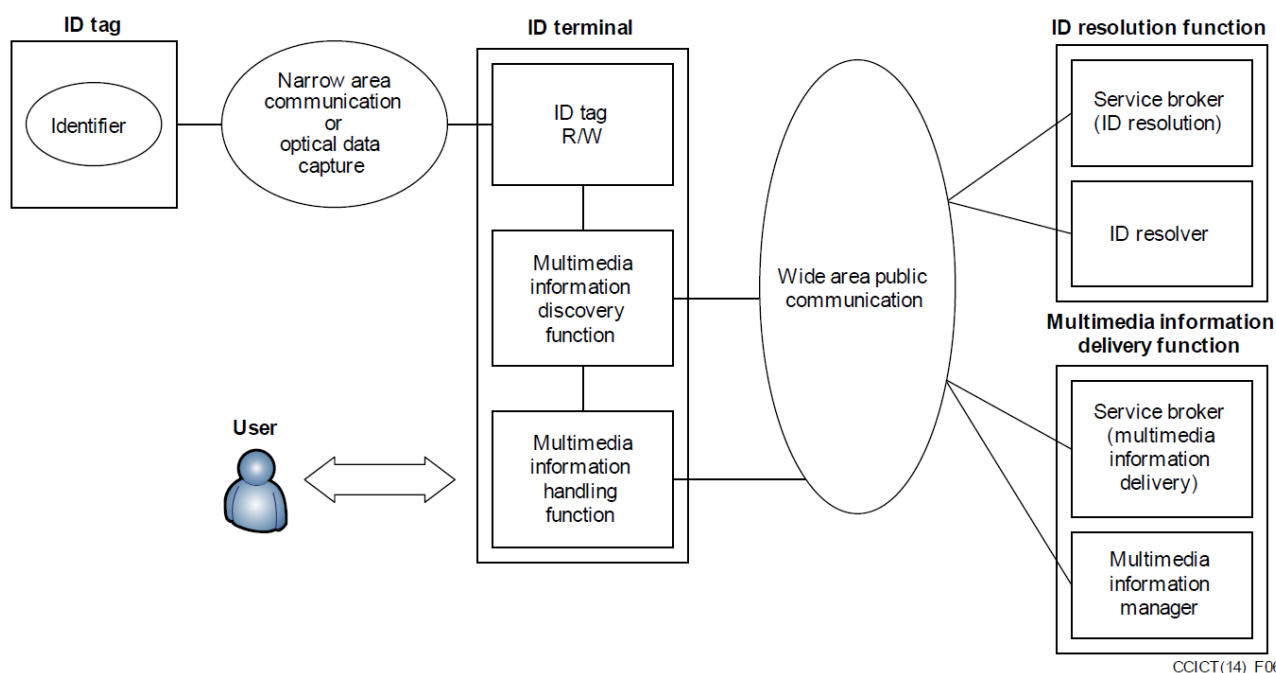 ID tag
Identifier
Narrow area
communication
or
optical data
capture
ID terminal
ID tag
R/W
Multimedia
information
discovery
function
Multimedia
information
handling
function
User
Wide area public
communication
ID resolution function
Service broker
(ID resolution)
ID resolver
Multimedia information
delivery function
Service broker
(multimedia
information
delivery)
Multimedia
information
manager
CCICT(14)_F06